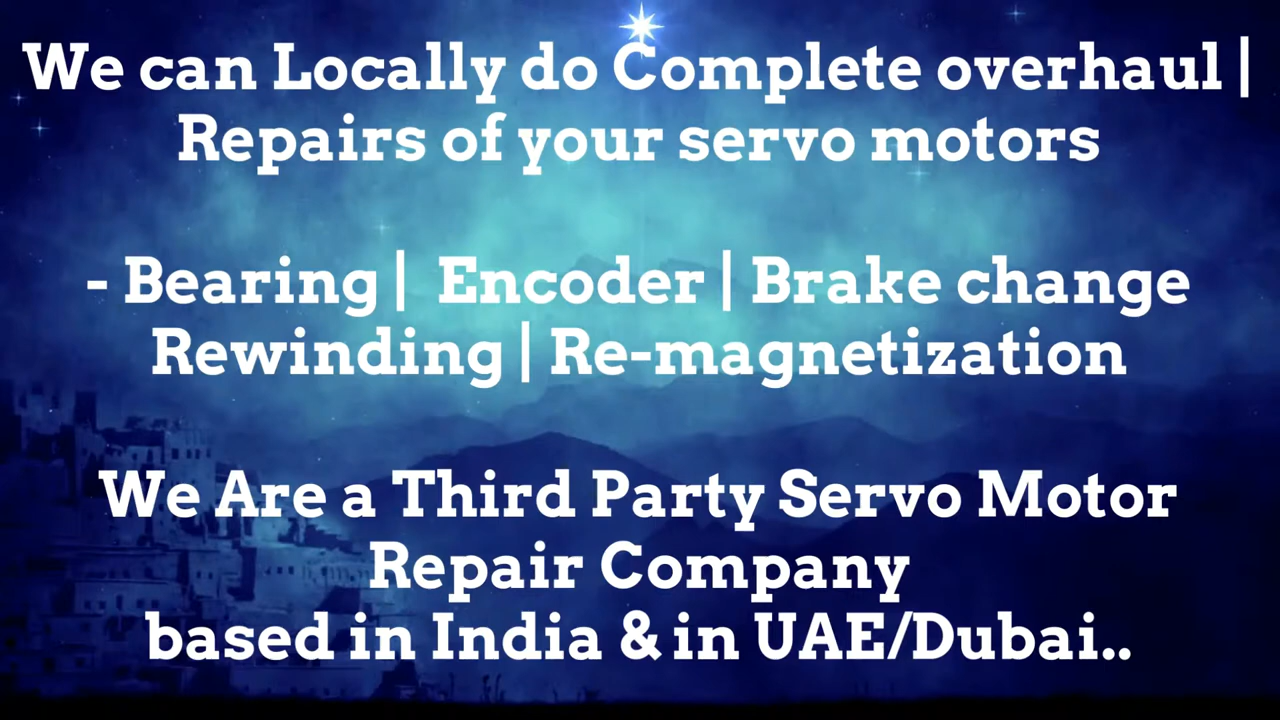 We can Locally do Complete overhaul |
Repairs of your servo motors
- Bearing | Encoder | Brake change
Rewinding | Re-magnetization
We Are a Third Party Servo Motor
Repair Company
based in India & in UAE/Dubai..